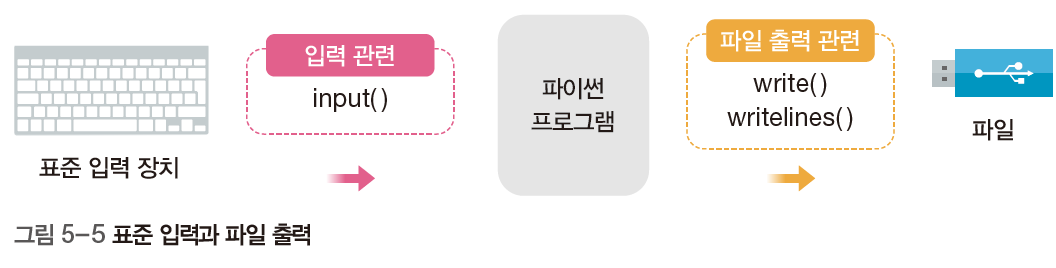 입력 관련
input( )
표준 입력 장치
파이썬
프로그램
파일 출력 관련
write( )
writelines( )
파일
그림 5-5 표준 입력과 파일 출력